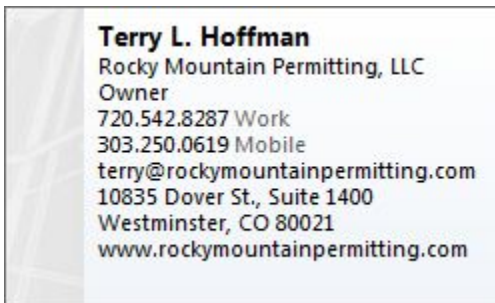 Terry L. Hoffman
Rocky Mountain Permitting, LLC
Owner
720.542.8287 Work
303.250.0619 Mobile
terry@rockymountainpermitting.com
10835 Dover St., Suite 1400
Westminster, CO 80021
www.rockymountainpermitting.com